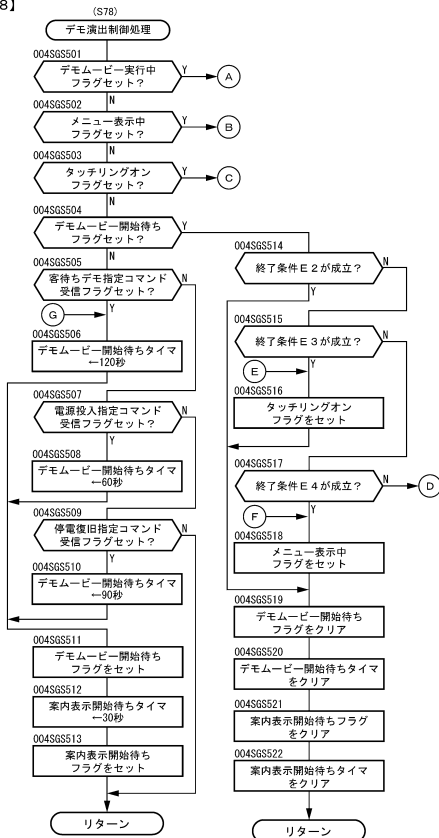 8】
(S78)
デモ演出制御処理
004SGS501
デモムービー実行中
フラグセット？
Y
A
N
004SGS502
メニュー表示中
フラグセット？
Y
B
N
004SGS503
タッチリングオン
フラグセット？
Y
C
N
004SGS504
デモムービー開始待ち
フラグセット？
Y
N
004SGS505
客待ちデモ指定コマンド
受信フラグセット？
N
Y
G
004SGS506
デモムービー開始待ちタイマ
←120秒
004SGS507
電源投入指定コマンド
受信フラグセット？
N
Y
004SGS508
デモムービー開始待ちタイマ
←60秒
004SGS509
停電復旧指定コマンド
受信フラグセット？
N
Y
004SGS510
デモムービー開始待ちタイマ
←90秒
004SGS511
デモムービー開始待ち
フラグをセット
004SGS512
案内表示開始待ちタイマ
←30秒
004SGS513
案内表示開始待ち
フラグをセット
リターン
004SGS514
終了条件E2が成立？
N
Y
004SGS515
終了条件E3が成立？
N
Y
E
004SGS516
タッチリングオン
フラグをセット
004SGS517
終了条件E4が成立？
N
D
Y
F
004SGS518
メニュー表示中
フラグをセット
004SGS519
デモムービー開始待ち
フラグをクリア
004SGS520
デモムービー開始待ちタイマ
をクリア
004SGS521
案内表示開始待ちフラグ
をクリア
004SGS522
案内表示開始待ちタイマ
をクリア
リターン